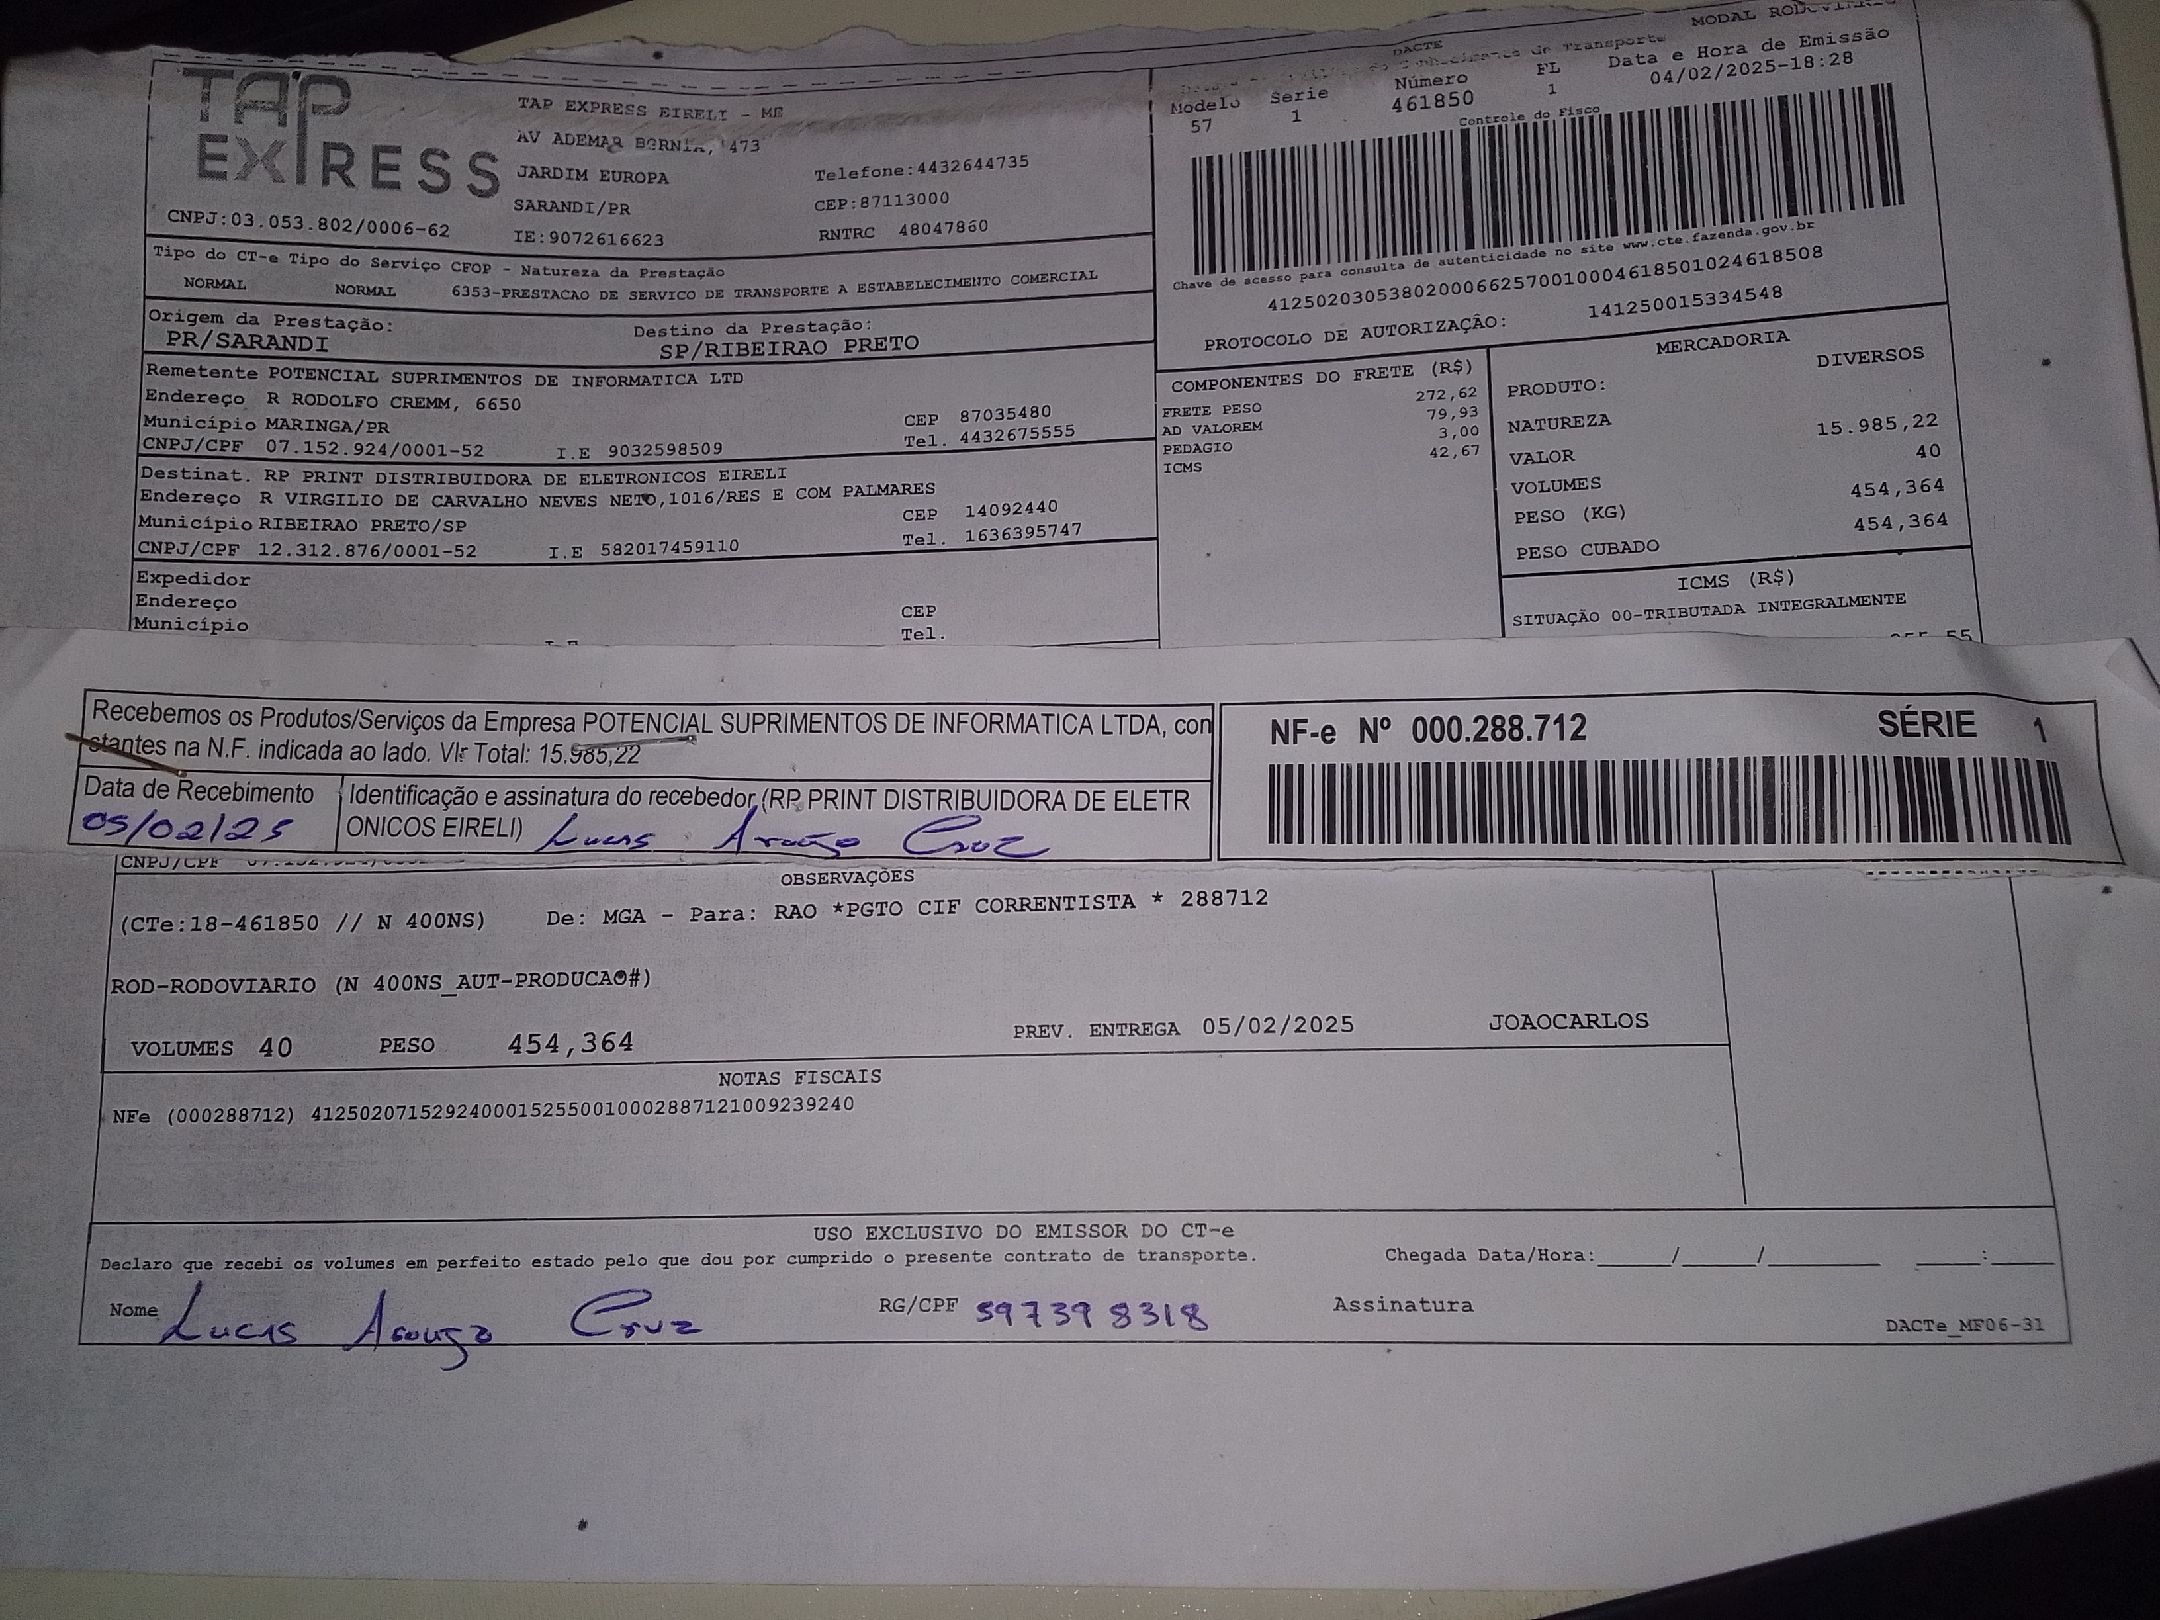 DACTE
MODAL
TAP EXPRESS
TAP EXPRESS EIRELI - ME
AV ADEMAR BORNIA, 473
JARDIM EUROPA
Telefone:4432644735
SARANDI/PR
CEP:87113000
CNPJ:03.053.802/0006-62
IE:9072616623
RNTRC 48047860
Modelo Serie Número FL Data e Hora de Emissão
57 1 461850 1 04/02/2025-18:28
Controle do Fisco
Chave de acesso para consulta de autenticidade no site www.cte.fazenda.gov.br
41250203053802000662570010004618501024618508
PROTOCOLO DE AUTORIZAÇÃO: 141250015334548
Tipo do CT-e Tipo do Serviço CFOP - Natureza da Prestação
NORMAL NORMAL 6353-PRESTACAO DE SERVICO DE TRANSPORTE A ESTABELECIMENTO COMERCIAL
Origem da Prestação: Destino da Prestação:
PR/SARANDI SP/RIBEIRAO PRETO
Remetente POTENCIAL SUPRIMENTOS DE INFORMATICA LTD
Endereço R RODOLFO CREMM, 6650
Município MARINGA/PR CEP 87035480
CNPJ/CPF 07.152.924/0001-52 I.E 9032598509 Tel. 4432675555
Destinat. RP PRINT DISTRIBUIDORA DE ELETRONICOS EIRELI
Endereço R VIRGILIO DE CARVALHO NEVES NETO,1016/RES E COM PALMARES
Município RIBEIRAO PRETO/SP CEP 14092440
CNPJ/CPF 12.312.876/0001-52 I.E 582017459110 Tel. 1636395747
Expedidor
Endereço CEP
Município Tel.
COMPONENTES DO FRETE (R$)
FRETE PESO 272,62
AD VALOREM 79,93
PEDAGIO 3,00
ICMS 42,67
MERCADORIA
PRODUTO: DIVERSOS
NATUREZA
VALOR 15.985,22
VOLUMES 40
PESO (KG) 454,364
PESO CUBADO 454,364
ICMS (R$)
SITUAÇÃO 00-TRIBUTADA INTEGRALMENTE
Recebemos os Produtos/Serviços da Empresa POTENCIAL SUPRIMENTOS DE INFORMATICA LTDA, con
stantes na N.F. indicada ao lado. Vlr Total: 15.985,22
Data de Recebimento
05/02/25
Identificação e assinatura do recebedor (RP PRINT DISTRIBUIDORA DE ELETR
ONICOS EIRELI) Lucas Araujo Cruz
NF-e Nº 000.288.712 SÉRIE 1
CNPJ/CPF
OBSERVAÇÕES
(CTe:18-461850 // N 400NS) De: MGA - Para: RAO *PGTO CIF CORRENTISTA * 288712
ROD-RODOVIARIO (N 400NS_AUT-PRODUCAO#)
VOLUMES 40 PESO 454,364 PREV. ENTREGA 05/02/2025 JOAOCARLOS
NOTAS FISCAIS
NFe (000288712) 41250207152924000152550010002887121009239240
USO EXCLUSIVO DO EMISSOR DO CT-e
Declaro que recebi os volumes em perfeito estado pelo que dou por cumprido o presente contrato de transporte. Chegada Data/Hora:_____/_____/________ ____:____
Nome Lucas Araujo Cruz RG/CPF 597398318 Assinatura
DACTe_MF06-31